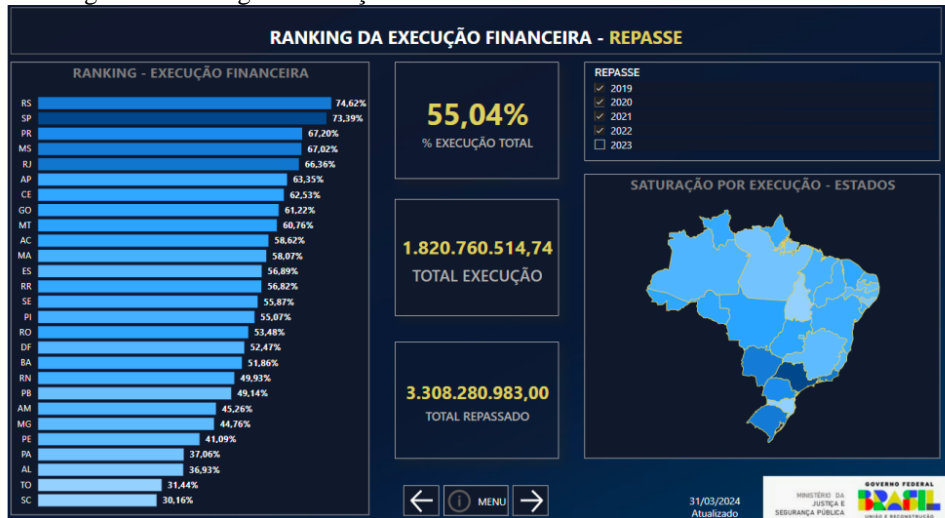 RANKING DA EXECUÇÃO FINANCEIRA - REPASSE
RANKING - EXECUÇÃO FINANCEIRA
RS 74,62%
SP 73,39%
PR 67,20%
MS 67,02%
RJ 66,36%
AP 63,35%
CE 62,53%
GO 61,22%
MT 60,76%
AC 58,62%
MA 58,07%
ES 56,89%
RR 56,82%
SE 55,87%
PI 55,07%
RO 53,48%
DF 52,47%
BA 51,86%
RN 49,93%
PB 49,14%
AM 45,26%
MG 44,76%
PE 41,09%
PA 37,06%
AL 36,93%
TO 31,44%
SC 30,16%
55,04%
% EXECUÇÃO TOTAL
1.820.760.514,74
TOTAL EXECUÇÃO
3.308.280.983,00
TOTAL REPASSADO
MENU
REPASSE
2019
2020
2021
2022
2023
SATURAÇÃO POR EXECUÇÃO - ESTADOS
31/03/2024
Atualizado
MINISTÉRIO DA
JUSTIÇA E
SEGURANÇA PÚBLICA
GOVERNO FEDERAL
BRASIL
UNIÃO E RECONSTRUÇÃO